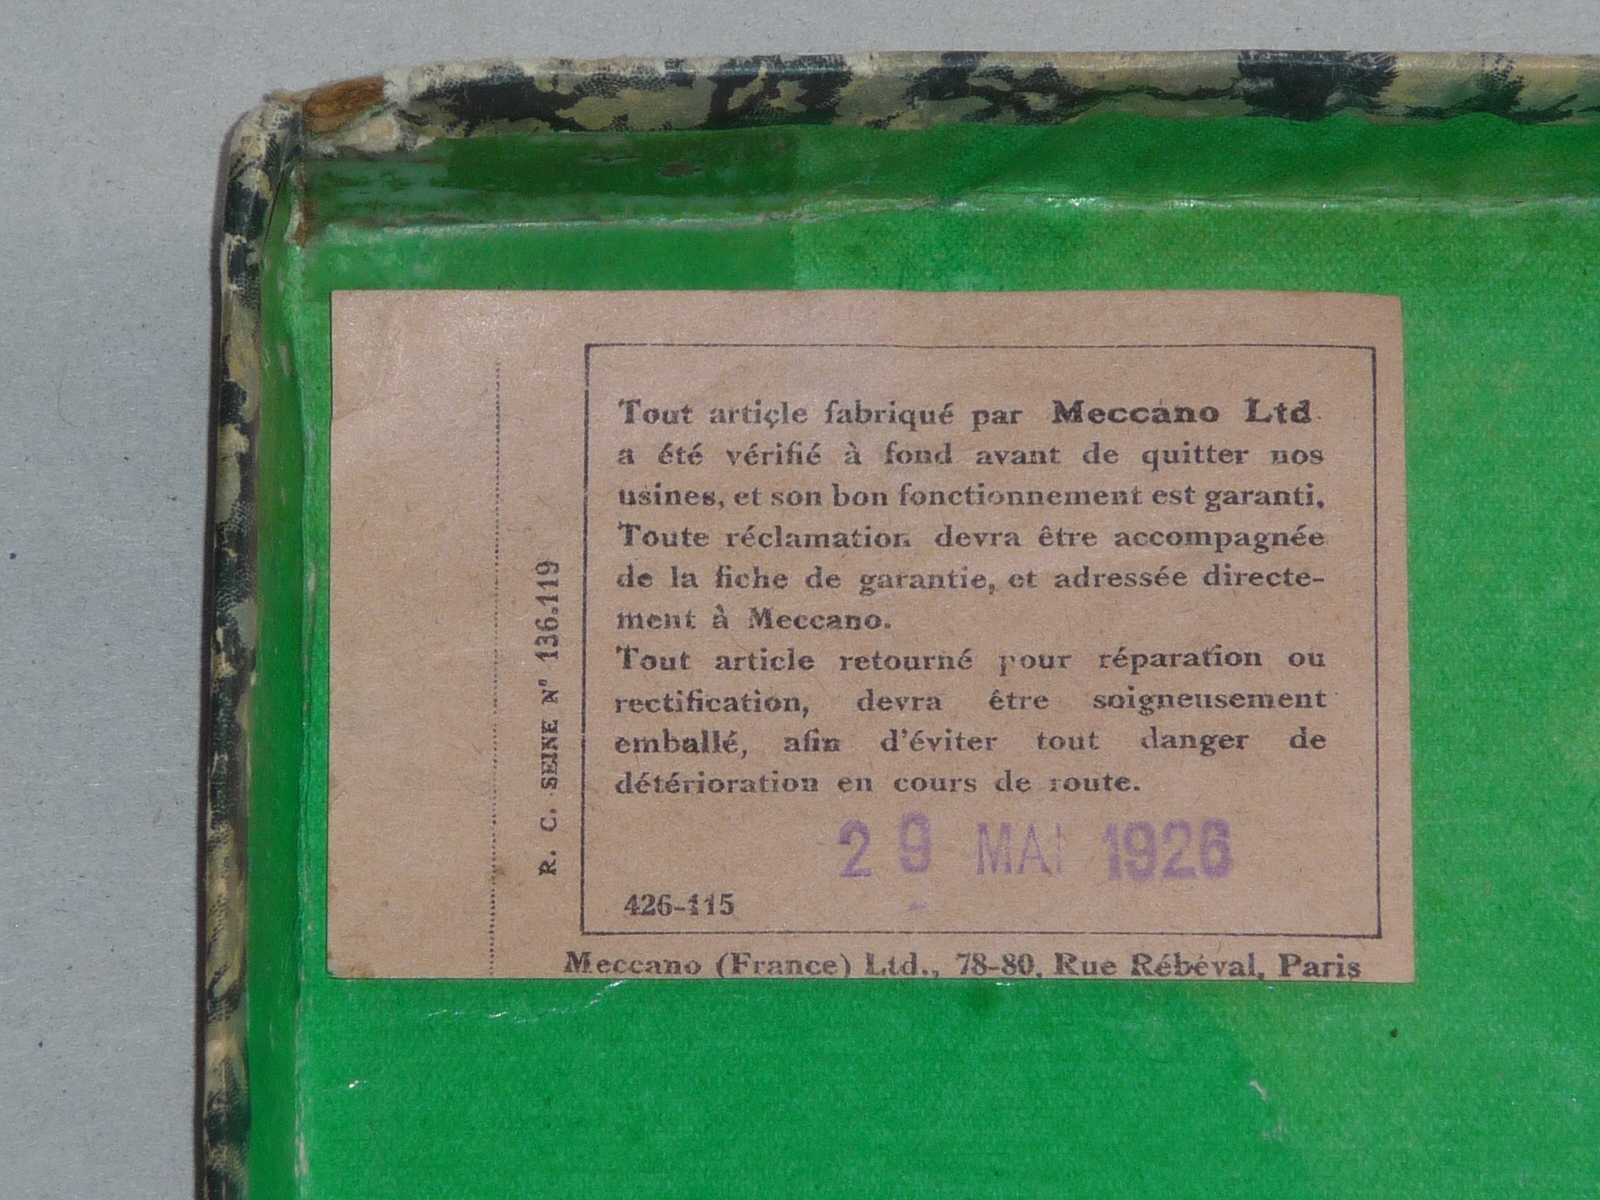 Tout article fabriqué par Meccano Ltd.
a été vérifié à fond avant de quitter nos
usines, et son bon fonctionnement est garanti.
Toute réclamation devra être accompagnée
de la fiche de garantie, et adressée directe-
ment à Meccano.
Tout article retourné pour réparation ou
rectification, devra être soigneusement
emballé, afin d'éviter tout danger de
détérioration en cours de route.
29 MAI 1926
426-115
Meccano (France) Ltd., 78-80, Rue Rébéval, Paris
R. C. SEINE N° 136.119